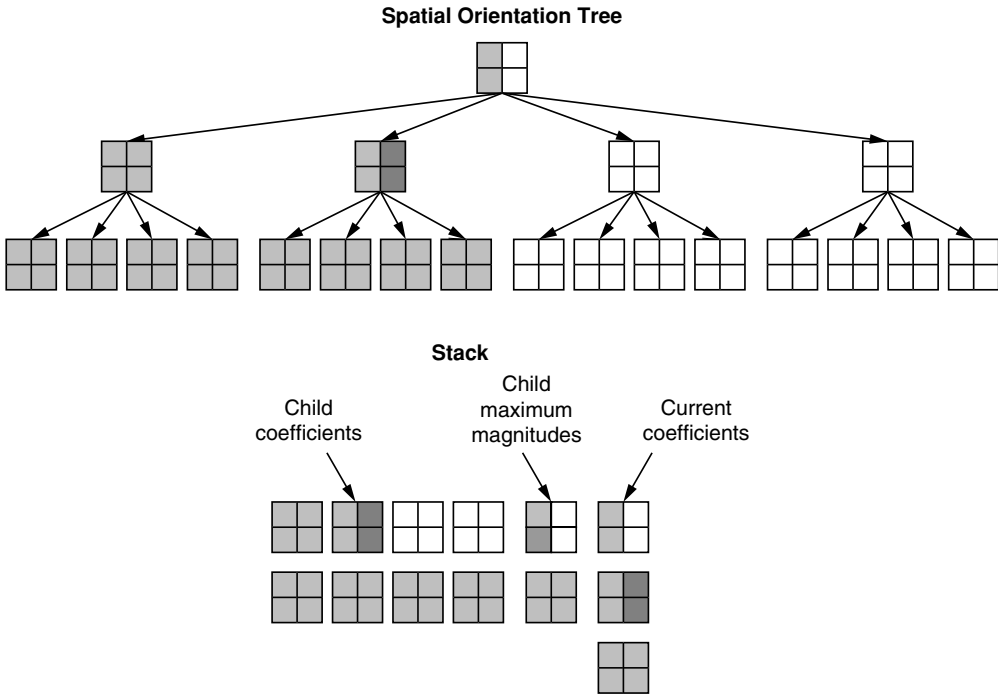 Spatial Orientation Tree
Stack
Child
coefficients
Child
maximum
magnitudes
Current
coefficients